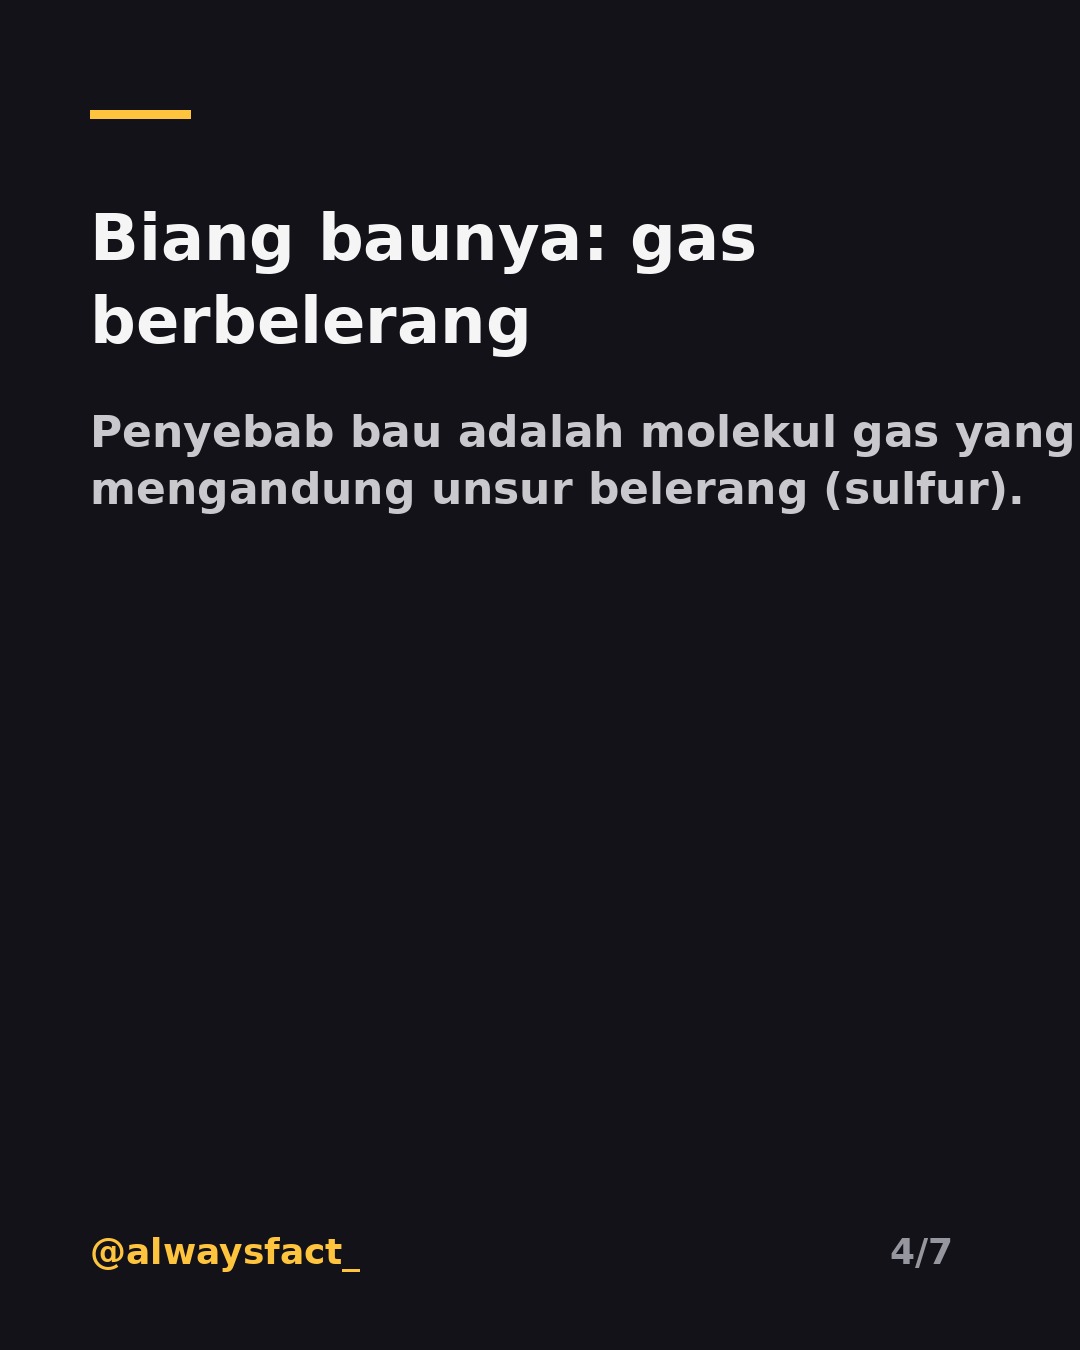 Biang baunya: gas
berbelerang
Penyebab bau adalah molekul gas yang
mengandung unsur belerang (sulfur).
@alwaysfact_
4/7